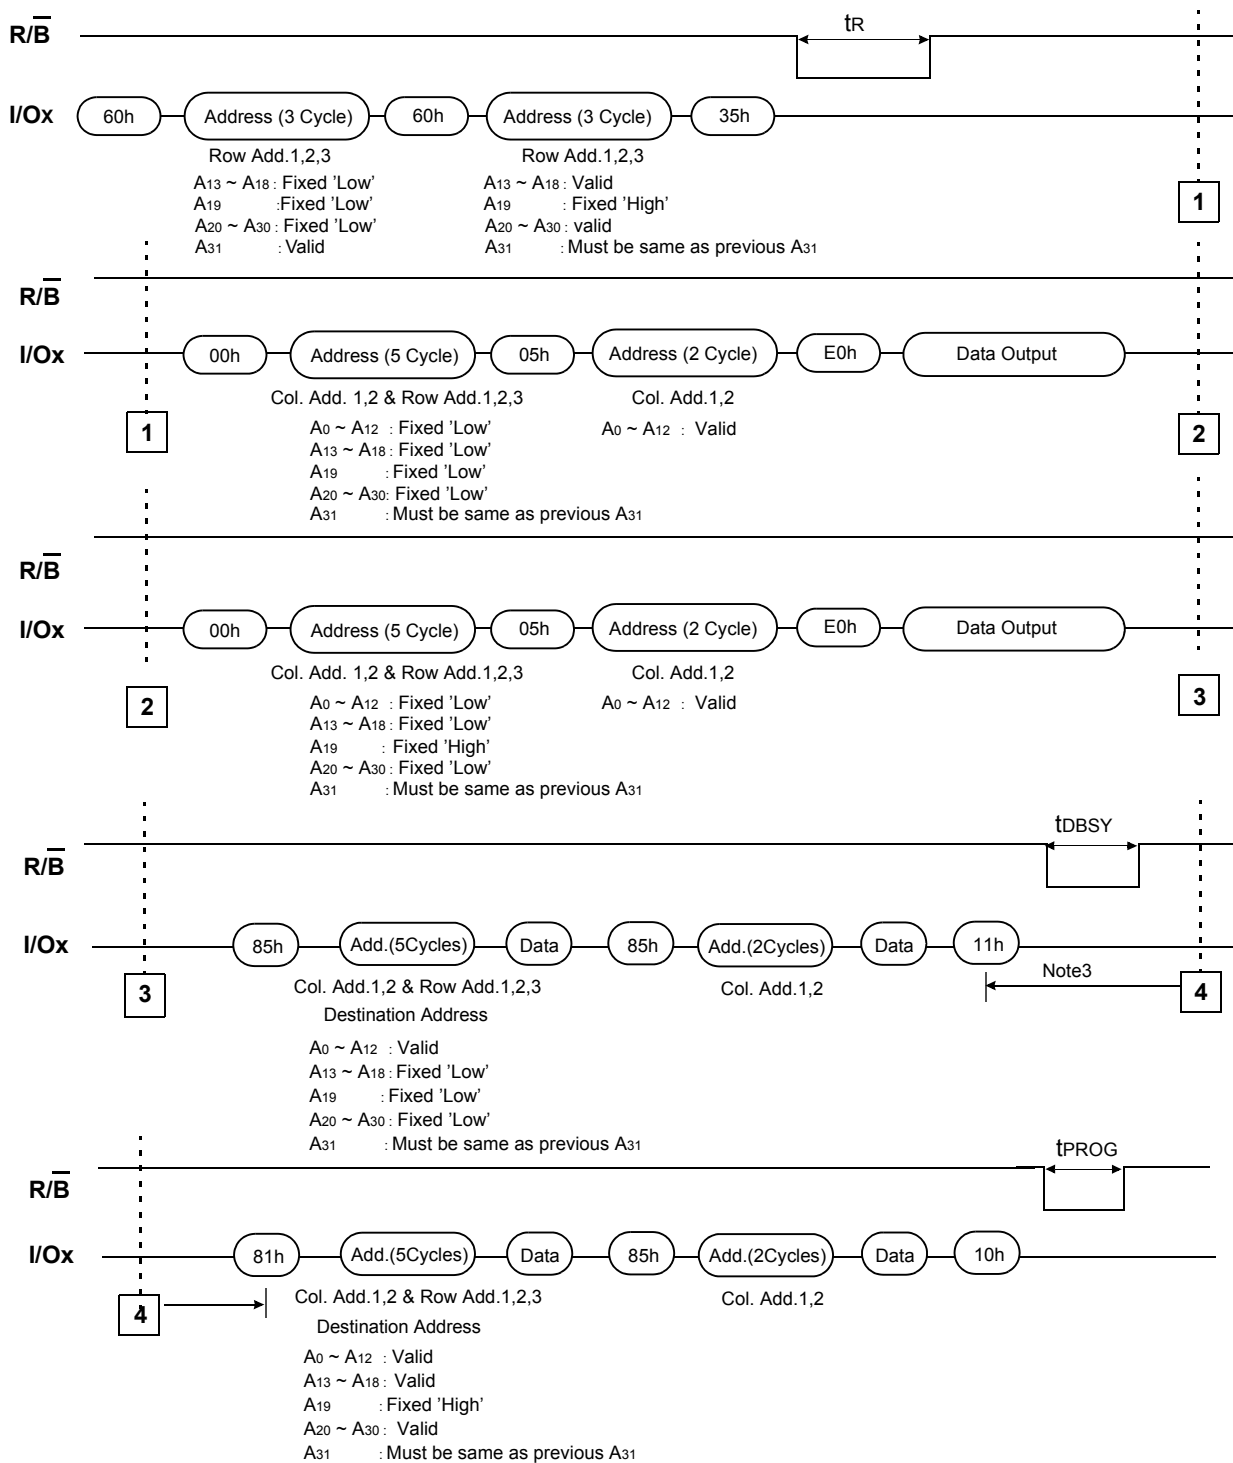 R/B tR
I/Ox 60h Address (3 Cycle) 60h Address (3 Cycle) 35h
Row Add.1,2,3 Row Add.1,2,3
A13 ~ A18 : Fixed 'Low' A13 ~ A18 : Valid
A19 :Fixed 'Low' A19 : Fixed 'High'
A20 ~ A30 : Fixed 'Low' A20 ~ A30 : valid
A31 : Valid A31 : Must be same as previous A31
1
R/B
I/Ox 00h Address (5 Cycle) 05h Address (2 Cycle) E0h Data Output
Col. Add. 1,2 & Row Add.1,2,3 Col. Add.1,2
A0 ~ A12 : Fixed 'Low' A0 ~ A12 : Valid
A13 ~ A18 : Fixed 'Low'
A19 : Fixed 'Low'
A20 ~ A30: Fixed 'Low'
A31 : Must be same as previous A31
1 2
R/B
I/Ox 00h Address (5 Cycle) 05h Address (2 Cycle) E0h Data Output
Col. Add. 1,2 & Row Add.1,2,3 Col. Add.1,2
A0 ~ A12 : Fixed 'Low' A0 ~ A12 : Valid
A13 ~ A18 : Fixed 'Low'
A19 : Fixed 'High'
A20 ~ A30 : Fixed 'Low'
A31 : Must be same as previous A31
2 3
R/B tDBSY
I/Ox 85h Add.(5Cycles) Data 85h Add.(2Cycles) Data 11h
3 Col. Add.1,2 & Row Add.1,2,3 Col. Add.1,2 Note3 4
Destination Address
A0 ~ A12 : Valid
A13 ~ A18 : Fixed 'Low'
A19 : Fixed 'Low'
A20 ~ A30 : Fixed 'Low'
A31 : Must be same as previous A31
R/B tPROG
I/Ox 81h Add.(5Cycles) Data 85h Add.(2Cycles) Data 10h
4 Col. Add.1,2 & Row Add.1,2,3 Col. Add.1,2
Destination Address
A0 ~ A12 : Valid
A13 ~ A18 : Valid
A19 : Fixed 'High'
A20 ~ A30 : Valid
A31 : Must be same as previous A31